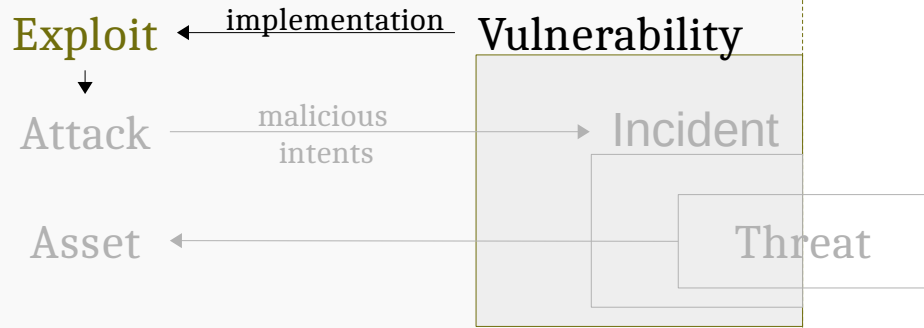 Exploit
implementation
Vulnerability
Attack
malicious
intents
Incident
Asset
Threat